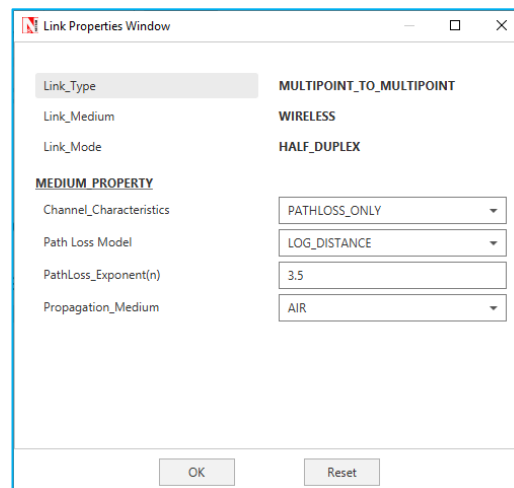 Link Properties Window
Link_Type MULTIPOINT_TO_MULTIPOINT
Link_Medium WIRELESS
Link_Mode HALF_DUPLEX
MEDIUM_PROPERTY
Channel_Characteristics PATHLOSS_ONLY
Path Loss Model LOG_DISTANCE
PathLoss_Exponent(n) 3.5
Propagation_Medium AIR
OK Reset